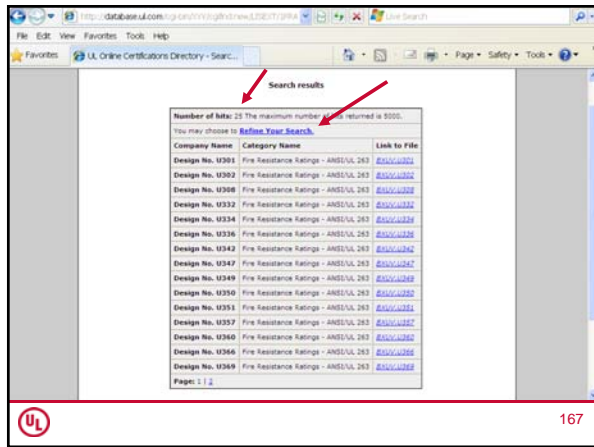 http://database.ul.com
Live Search
File Edit View Favorites Tools Help
Favorites UL Online Certifications Directory - Searc...
Page Safety Tools
Search results
Number of hits: 25 The maximum number of hits returned is 5000.
You may choose to Refine Your Search.
Company Name Category Name Link to File
Design No. U301 Fire Resistance Ratings - ANSI/UL 263 BXUV.U301
Design No. U302 Fire Resistance Ratings - ANSI/UL 263 BXUV.U302
Design No. U308 Fire Resistance Ratings - ANSI/UL 263 BXUV.U308
Design No. U332 Fire Resistance Ratings - ANSI/UL 263 BXUV.U332
Design No. U334 Fire Resistance Ratings - ANSI/UL 263 BXUV.U334
Design No. U336 Fire Resistance Ratings - ANSI/UL 263 BXUV.U336
Design No. U342 Fire Resistance Ratings - ANSI/UL 263 BXUV.U342
Design No. U347 Fire Resistance Ratings - ANSI/UL 263 BXUV.U347
Design No. U349 Fire Resistance Ratings - ANSI/UL 263 BXUV.U349
Design No. U350 Fire Resistance Ratings - ANSI/UL 263 BXUV.U350
Design No. U351 Fire Resistance Ratings - ANSI/UL 263 BXUV.U351
Design No. U357 Fire Resistance Ratings - ANSI/UL 263 BXUV.U357
Design No. U360 Fire Resistance Ratings - ANSI/UL 263 BXUV.U360
Design No. U366 Fire Resistance Ratings - ANSI/UL 263 BXUV.U366
Design No. U369 Fire Resistance Ratings - ANSI/UL 263 BXUV.U369
Page: 1 | 2
UL
167